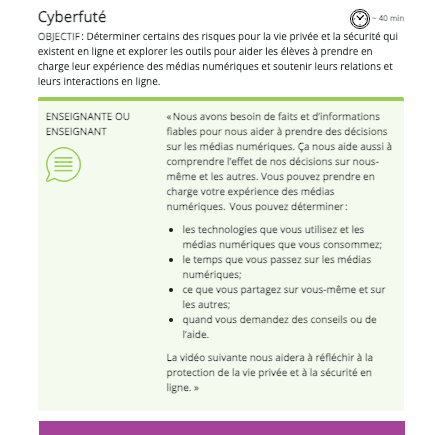 Cyberfuté
~ 40 min
OBJECTIF : Déterminer certains des risques pour la vie privée et la sécurité qui
existent en ligne et explorer les outils pour aider les élèves à prendre en
charge leur expérience des médias numériques et soutenir leurs relations et
leurs interactions en ligne.
ENSEIGNANTE OU
ENSEIGNANT
« Nous avons besoin de faits et d'informations
fiables pour nous aider à prendre des décisions
sur les médias numériques. Ça nous aide aussi à
comprendre l'effet de nos décisions sur nous-
même et les autres. Vous pouvez prendre en
charge votre expérience des médias
numériques. Vous pouvez déterminer :
• les technologies que vous utilisez et les
médias numériques que vous consommez;
• le temps que vous passez sur les médias
numériques;
• ce que vous partagez sur vous-même et sur
les autres;
• quand vous demandez des conseils ou de
l'aide.
La vidéo suivante nous aidera à réfléchir à la
protection de la vie privée et à la sécurité en
ligne. »